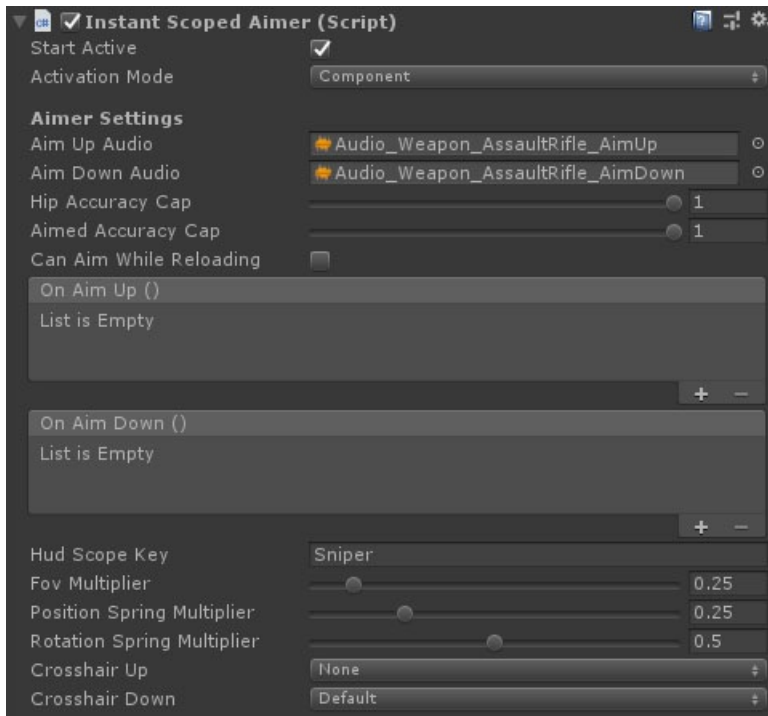 Instant Scoped Aimer (Script)
Start Active
Activation Mode Component
Aimer Settings
Aim Up Audio Audio_Weapon_AssaultRifle_AimUp
Aim Down Audio Audio_Weapon_AssaultRifle_AimDown
Hip Accuracy Cap 1
Aimed Accuracy Cap 1
Can Aim While Reloading
On Aim Up ()
List is Empty
+ −
On Aim Down ()
List is Empty
+ −
Hud Scope Key Sniper
Fov Multiplier 0.25
Position Spring Multiplier 0.25
Rotation Spring Multiplier 0.5
Crosshair Up None
Crosshair Down Default